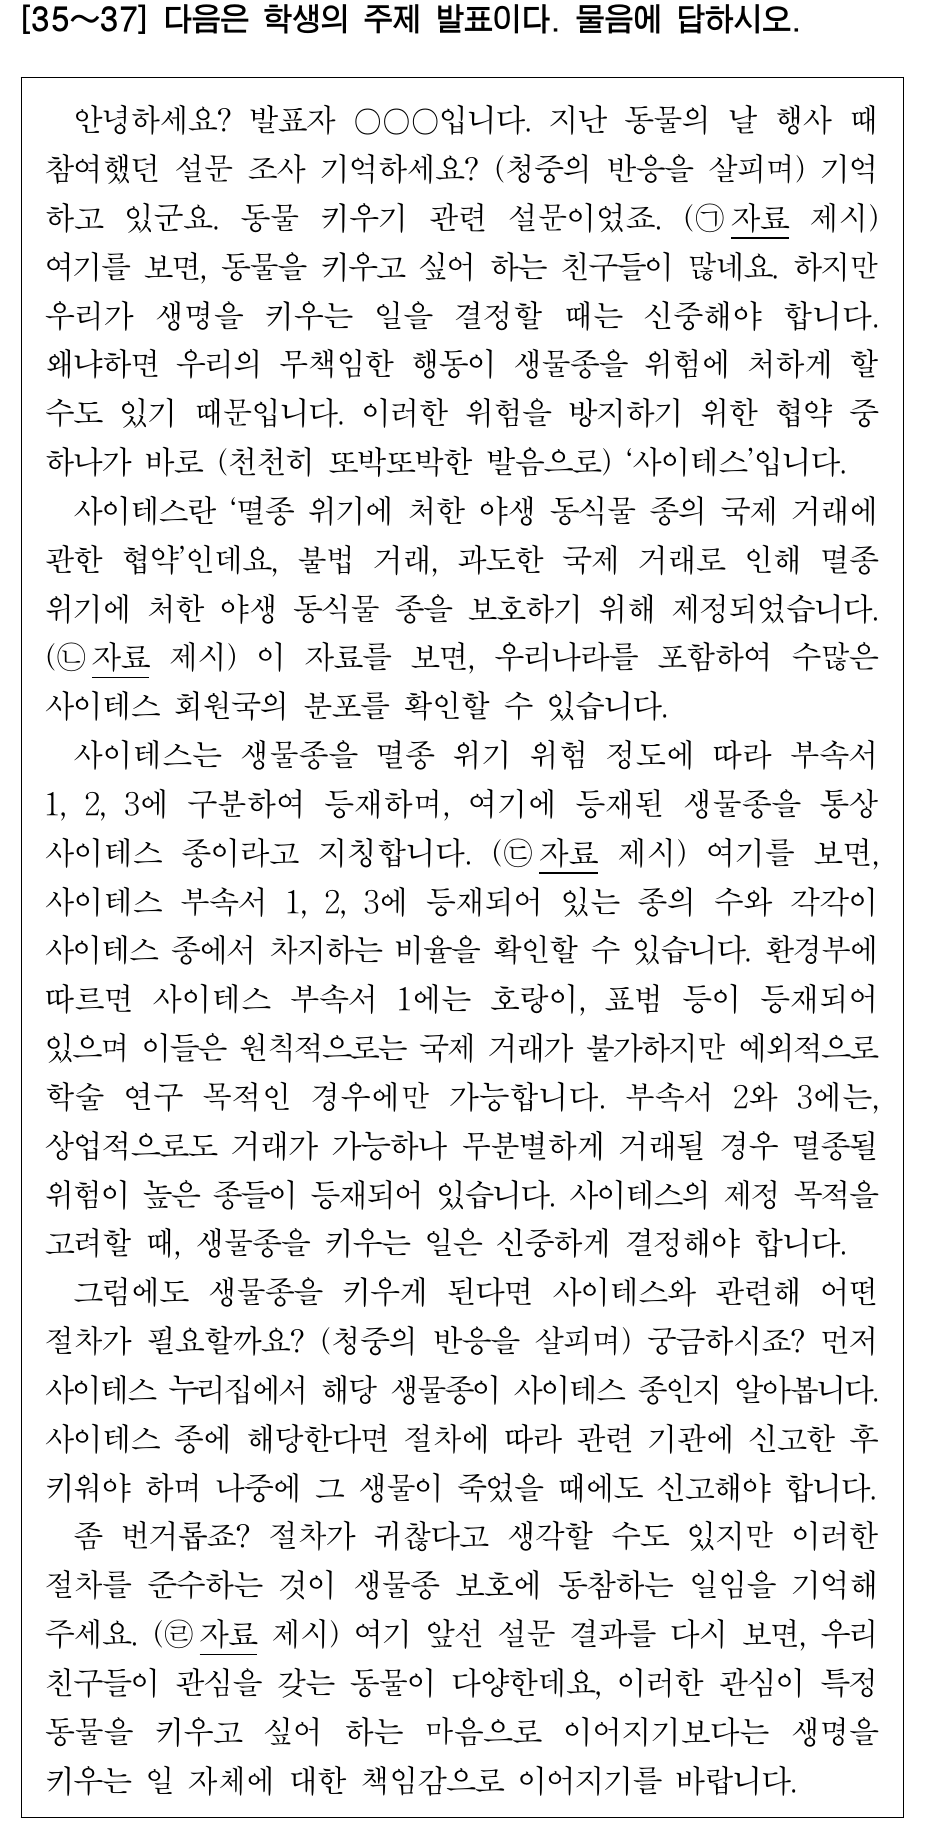 [35～37] 다음은 학생의 주제 발표이다. 물음에 답하시오.
안녕하세요? 발표자 ○○○입니다. 지난 동물의 날 행사 때
참여했던 설문 조사 기억하세요? (청중의 반응을 살피며) 기억
하고 있군요. 동물 키우기 관련 설문이었죠. (㉠자료 제시)
여기를 보면, 동물을 키우고 싶어 하는 친구들이 많네요. 하지만
우리가 생명을 키우는 일을 결정할 때는 신중해야 합니다.
왜냐하면 우리의 무책임한 행동이 생물종을 위험에 처하게 할
수도 있기 때문입니다. 이러한 위험을 방지하기 위한 협약 중
하나가 바로 (천천히 또박또박한 발음으로) ‘사이테스’입니다.
사이테스란 ‘멸종 위기에 처한 야생 동식물 종의 국제 거래에
관한 협약’인데요, 불법 거래, 과도한 국제 거래로 인해 멸종
위기에 처한 야생 동식물 종을 보호하기 위해 제정되었습니다.
(㉡자료 제시) 이 자료를 보면, 우리나라를 포함하여 수많은
사이테스 회원국의 분포를 확인할 수 있습니다.
사이테스는 생물종을 멸종 위기 위험 정도에 따라 부속서
1, 2, 3에 구분하여 등재하며, 여기에 등재된 생물종을 통상
사이테스 종이라고 지칭합니다. (㉢자료 제시) 여기를 보면,
사이테스 부속서 1, 2, 3에 등재되어 있는 종의 수와 각각이
사이테스 종에서 차지하는 비율을 확인할 수 있습니다. 환경부에
따르면 사이테스 부속서 1에는 호랑이, 표범 등이 등재되어
있으며 이들은 원칙적으로는 국제 거래가 불가하지만 예외적으로
학술 연구 목적인 경우에만 가능합니다. 부속서 2와 3에는,
상업적으로도 거래가 가능하나 무분별하게 거래될 경우 멸종될
위험이 높은 종들이 등재되어 있습니다. 사이테스의 제정 목적을
고려할 때, 생물종을 키우는 일은 신중하게 결정해야 합니다.
그럼에도 생물종을 키우게 된다면 사이테스와 관련해 어떤
절차가 필요할까요? (청중의 반응을 살피며) 궁금하시죠? 먼저
사이테스 누리집에서 해당 생물종이 사이테스 종인지 알아봅니다.
사이테스 종에 해당한다면 절차에 따라 관련 기관에 신고한 후
키워야 하며 나중에 그 생물이 죽었을 때에도 신고해야 합니다.
좀 번거롭죠? 절차가 귀찮다고 생각할 수도 있지만 이러한
절차를 준수하는 것이 생물종 보호에 동참하는 일임을 기억해
주세요. (㉣자료 제시) 여기 앞선 설문 결과를 다시 보면, 우리
친구들이 관심을 갖는 동물이 다양한데요, 이러한 관심이 특정
동물을 키우고 싶어 하는 마음으로 이어지기보다는 생명을
키우는 일 자체에 대한 책임감으로 이어지기를 바랍니다.